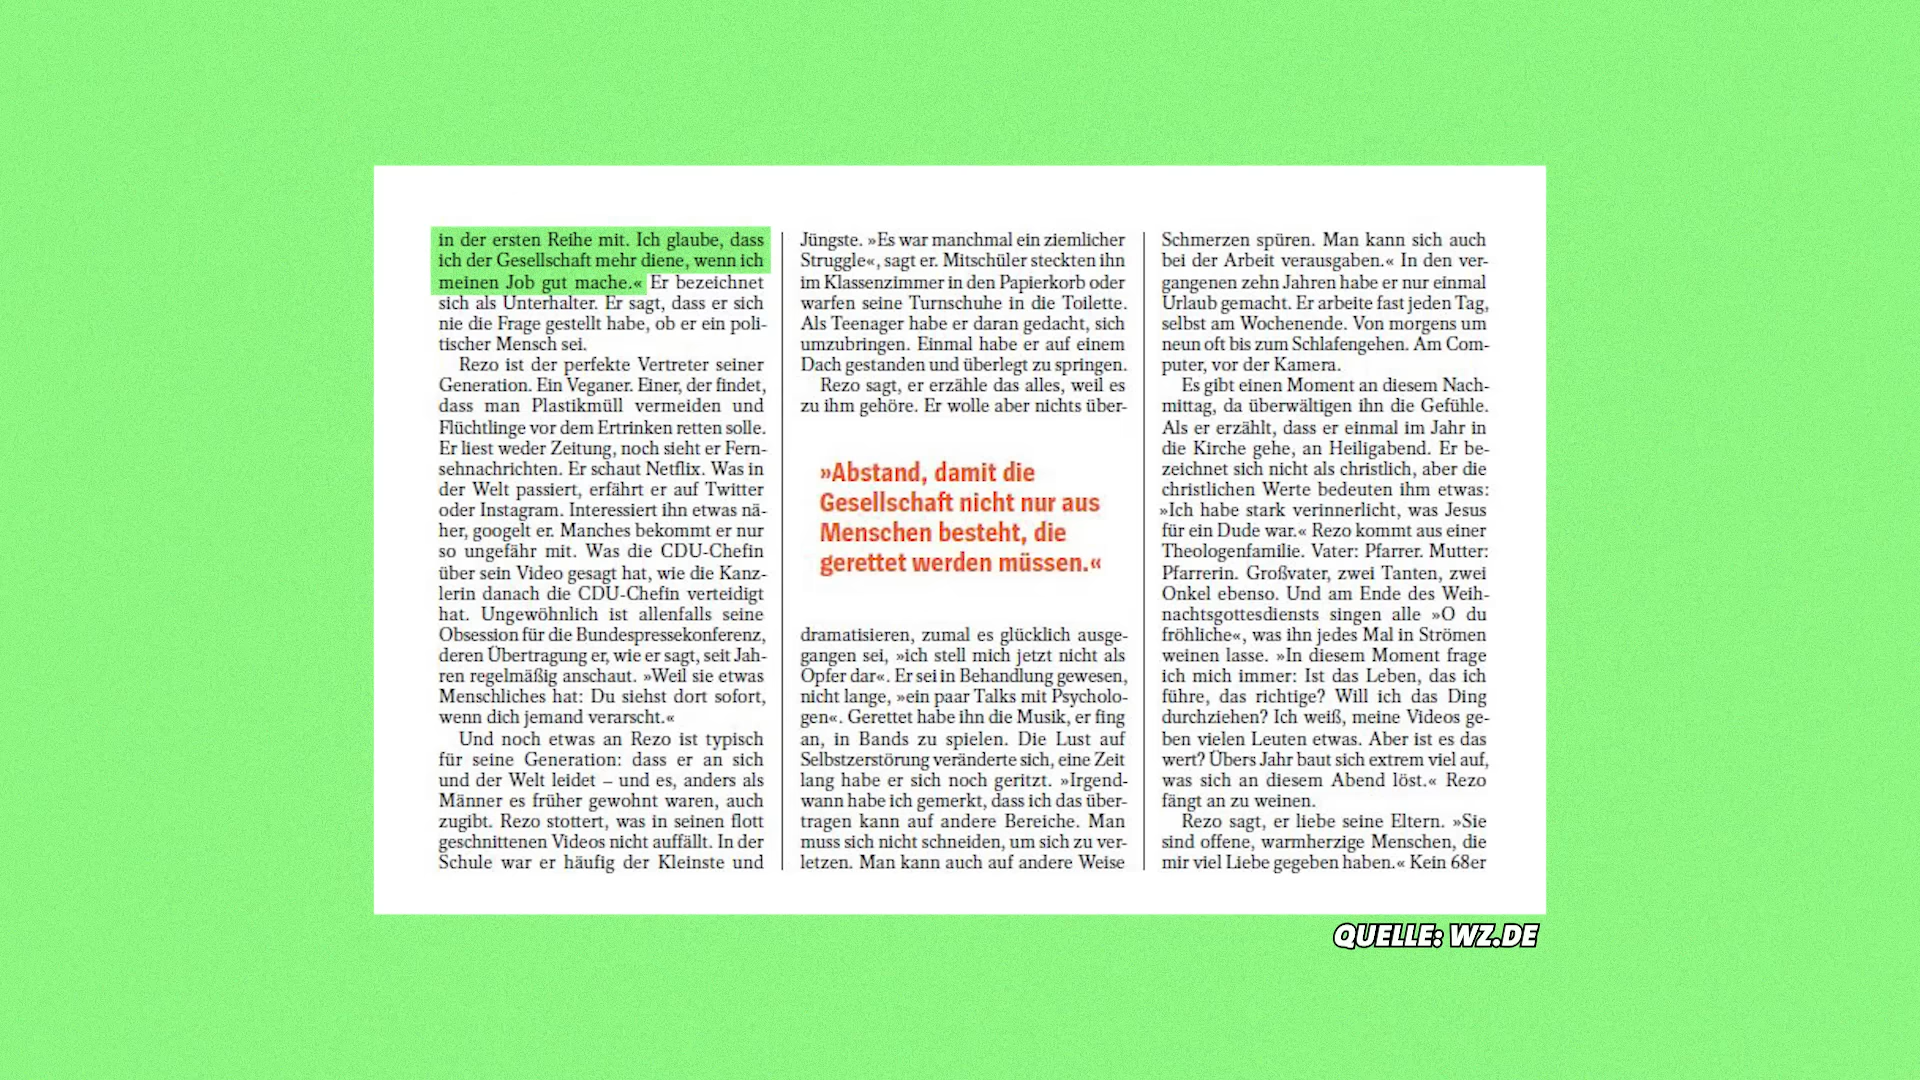 in der ersten Reihe mit. Ich glaube, dass
ich der Gesellschaft mehr diene, wenn ich
meinen Job gut mache.« Er bezeichnet
sich als Unterhalter. Er sagt, dass er sich
nie die Frage gestellt habe, ob er ein poli-
tischer Mensch sei.
Rezo ist der perfekte Vertreter seiner
Generation. Ein Veganer. Einer, der findet,
dass man Plastikmüll vermeiden und
Flüchtlinge vor dem Ertrinken retten solle.
Er liest weder Zeitung, noch sieht er Fern-
sehnachrichten. Er schaut Netflix. Was in
der Welt passiert, erfährt er auf Twitter
oder Instagram. Interessiert ihn etwas nä-
her, googelt er. Manches bekommt er nur
so ungefähr mit. Was die CDU-Chefin
über sein Video gesagt hat, wie die Kanz-
lerin danach die CDU-Chefin verteidigt
hat. Ungewöhnlich ist allenfalls seine
Obsession für die Bundespressekonferenz,
deren Übertragung er, wie er sagt, seit Jah-
ren regelmäßig anschaut. »Weil sie etwas
Menschliches hat: Du siehst dort sofort,
wenn dich jemand verarscht.«
Und noch etwas an Rezo ist typisch
für seine Generation: dass er an sich
und der Welt leidet – und es, anders als
Männer es früher gewohnt waren, auch
zugibt. Rezo stottert, was in seinen flott
geschnittenen Videos nicht auffällt. In der
Schule war er häufig der Kleinste und
Jüngste. »Es war manchmal ein ziemlicher
Struggle«, sagt er. Mitschüler steckten ihn
im Klassenzimmer in den Papierkorb oder
warfen seine Turnschuhe in die Toilette.
Als Teenager habe er daran gedacht, sich
umzubringen. Einmal habe er auf einem
Dach gestanden und überlegt zu springen.
Rezo sagt, er erzähle das alles, weil es
zu ihm gehöre. Er wolle aber nichts über-
»Abstand, damit die
Gesellschaft nicht nur aus
Menschen besteht, die
gerettet werden müssen.«
dramatisieren, zumal es glücklich ausge-
gangen sei, »ich stell mich jetzt nicht als
Opfer dar«. Er sei in Behandlung gewesen,
nicht lange, »ein paar Talks mit Psycholo-
gen«. Gerettet habe ihn die Musik, er fing
an, in Bands zu spielen. Die Lust auf
Selbstzerstörung veränderte sich, eine Zeit
lang habe er sich noch geritzt. »Irgend-
wann habe ich gemerkt, dass ich das über-
tragen kann auf andere Bereiche. Man
muss sich nicht schneiden, um sich zu ver-
letzen. Man kann auch auf andere Weise
Schmerzen spüren. Man kann sich auch
bei der Arbeit verausgaben.« In den ver-
gangenen zehn Jahren habe er nur einmal
Urlaub gemacht. Er arbeite fast jeden Tag,
selbst am Wochenende. Von morgens um
neun oft bis zum Schlafengehen. Am Com-
puter, vor der Kamera.
Es gibt einen Moment an diesem Nach-
mittag, da überwältigen ihn die Gefühle.
Als er erzählt, dass er einmal im Jahr in
die Kirche gehe, an Heiligabend. Er be-
zeichnet sich nicht als christlich, aber die
christlichen Werte bedeuten ihm etwas:
»Ich habe stark verinnerlicht, was Jesus
für ein Dude war.« Rezo kommt aus einer
Theologenfamilie. Vater: Pfarrer. Mutter:
Pfarrerin. Großvater, zwei Tanten, zwei
Onkel ebenso. Und am Ende des Weih-
nachtsgottesdiensts singen alle »O du
fröhliche«, was ihn jedes Mal in Strömen
weinen lasse. »In diesem Moment frage
ich mich immer: Ist das Leben, das ich
führe, das richtige? Will ich das Ding
durchziehen? Ich weiß, meine Videos ge-
ben vielen Leuten etwas. Aber ist es das
wert? Übers Jahr baut sich extrem viel auf,
was sich an diesem Abend löst.« Rezo
fängt an zu weinen.
Rezo sagt, er liebe seine Eltern. »Sie
sind offene, warmherzige Menschen, die
mir viel Liebe gegeben haben.« Kein 68er
QUELLE: WZ.DE